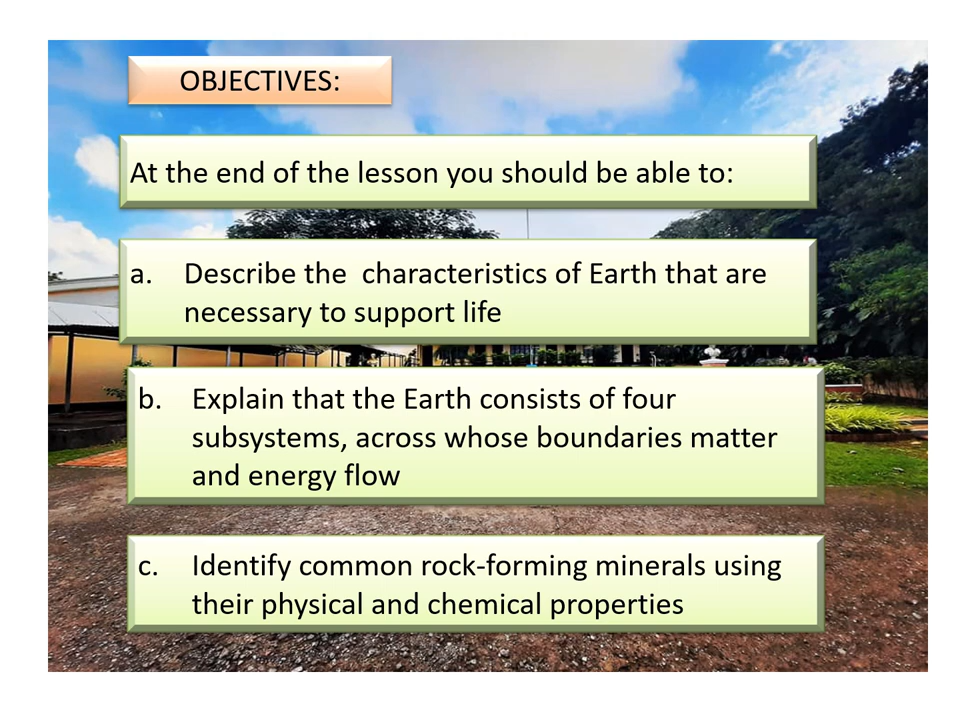 OBJECTIVES:
At the end of the lesson you should be able to:
a. Describe the  characteristics of Earth that are
necessary to support life
b. Explain that the Earth consists of four
subsystems, across whose boundaries matter
and energy flow
c. Identify common rock-forming minerals using
their physical and chemical properties